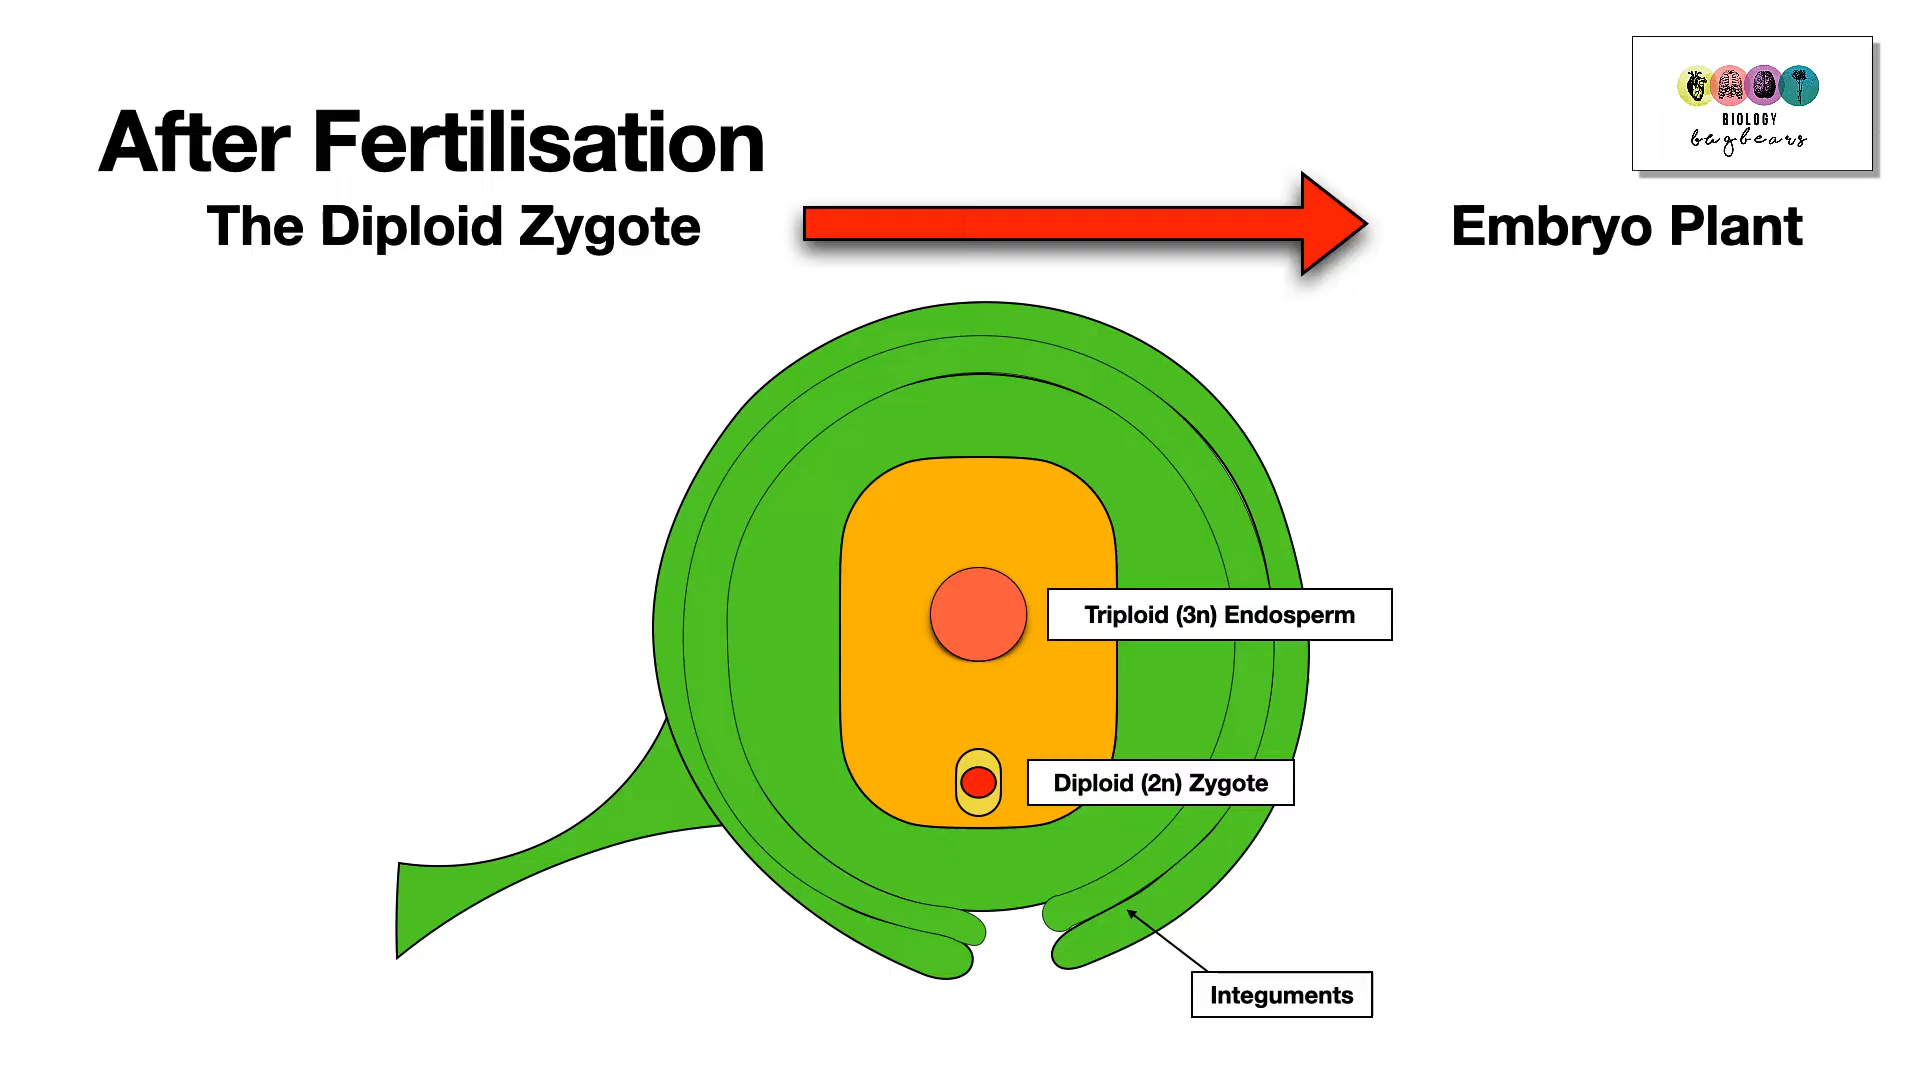 BIOLOGY
bugbears
After Fertilisation
The Diploid Zygote
Embryo Plant
Triploid (3n) Endosperm
Diploid (2n) Zygote
Integuments